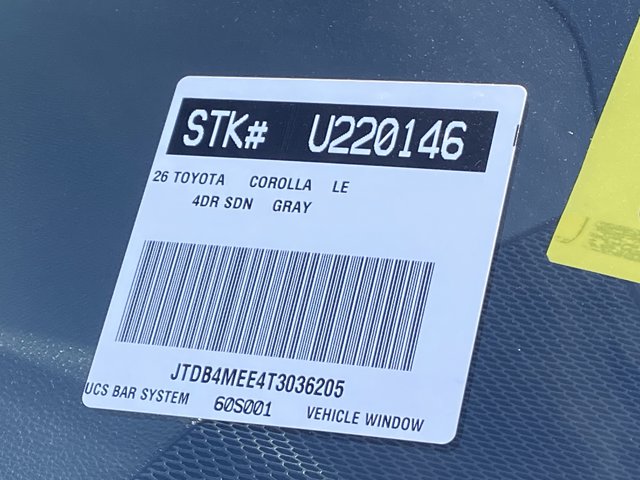 STK# U220146
26 TOYOTA COROLLA LE
4DR SDN GRAY
JTDB4MEE4T3036205
UCS BAR SYSTEM 60S001 VEHICLE WINDOW